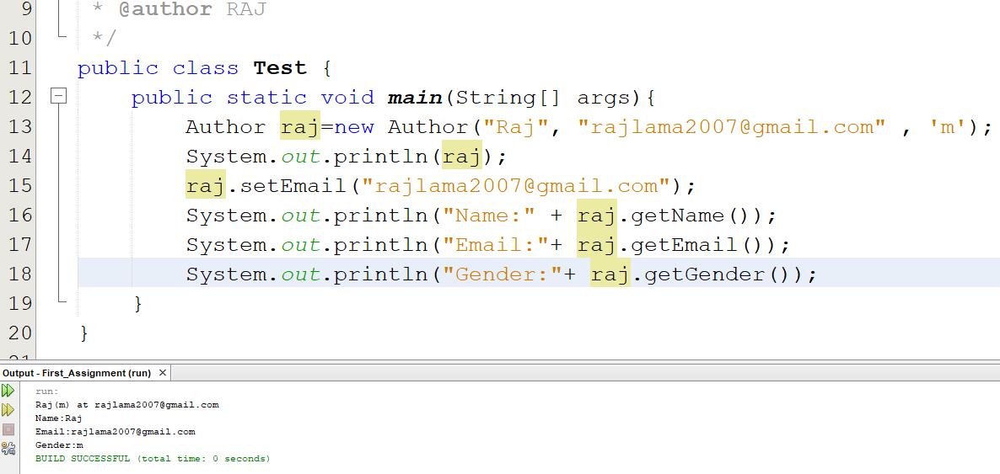 9 * @author RAJ
10 */
11 public class Test {
12 public static void main(String[] args){
13 Author raj=new Author("Raj", "rajlama2007@gmail.com" , 'm');
14 System.out.println(raj);
15 raj.setEmail("rajlama2007@gmail.com");
16 System.out.println("Name:" + raj.getName());
17 System.out.println("Email:"+ raj.getEmail());
18 System.out.println("Gender:"+ raj.getGender());
19 }
20 }
Output - First_Assignment (run) ×
run:
Raj(m) at rajlama2007@gmail.com
Name:Raj
Email:rajlama2007@gmail.com
Gender:m
BUILD SUCCESSFUL (total time: 0 seconds)